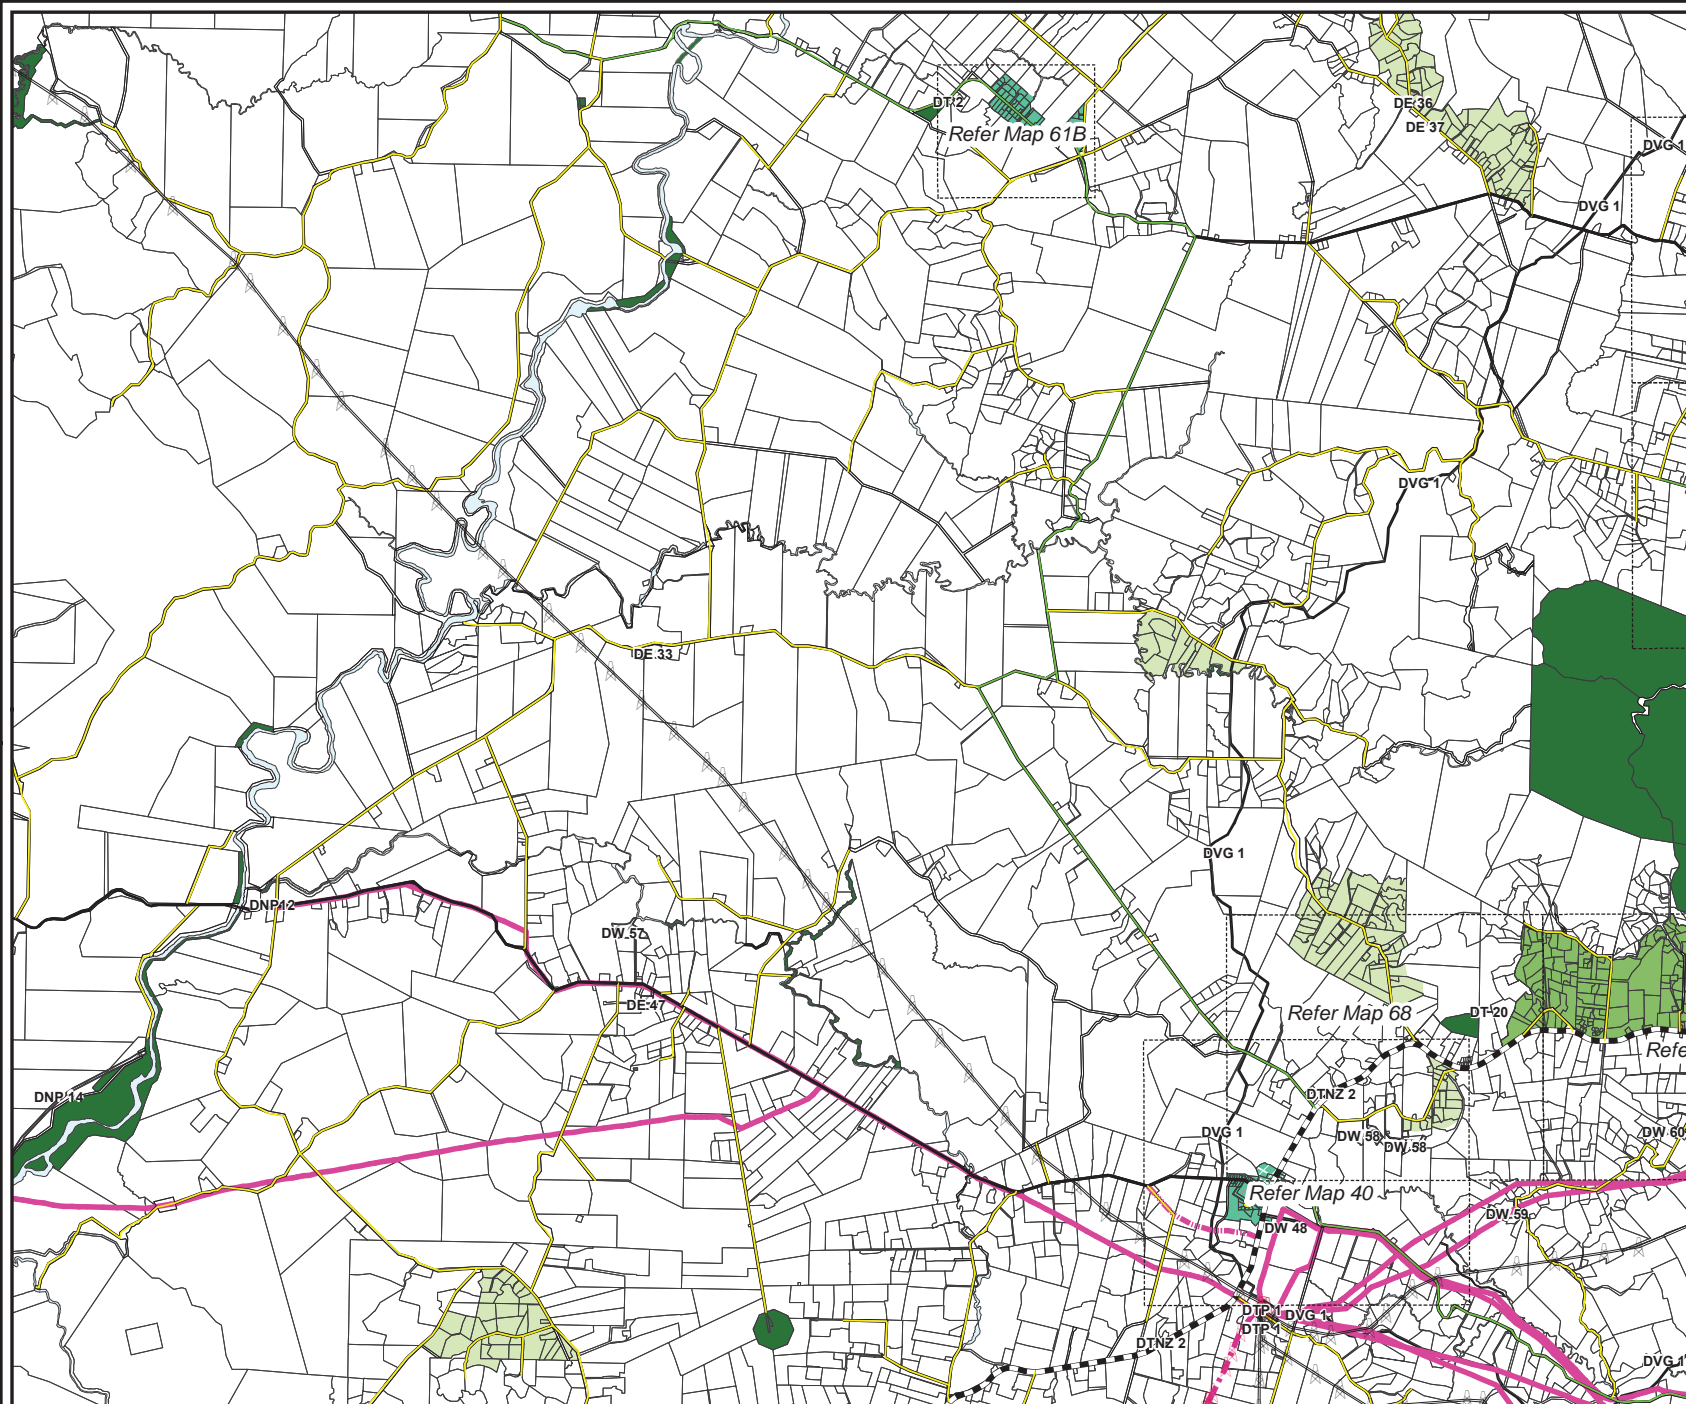 DT 2
Refer Map 61B
DE 36
DE 37
DVG 1
DVG 1
DVG 1
DE 33
DVG 1
DNP12
DW 57
DE 47
Refer Map 68
DT 20
Refe
DNP 14
DTNZ 2
DVG 1
DW 58
DW 58
DW 60
Refer Map 40
DW 59
DW 48
DTP 1
DVG 1
DTP 1
DTNZ 2
DVG 1